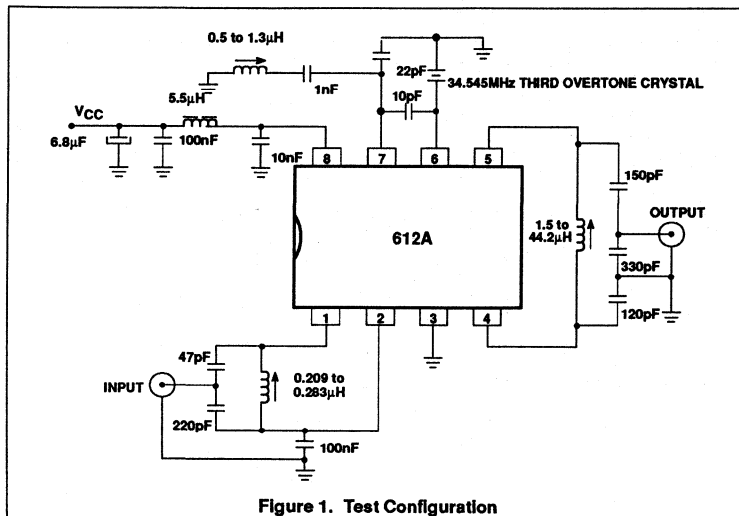 0.5 to 1.3μH
1nF
22pF
34.545MHz THIRD OVERTONE CRYSTAL
5.5μH
10pF
VCC
6.8μF
100nF
10nF
8
7
6
5
150pF
OUTPUT
612A
1.5 to
44.2μH
330pF
120pF
1
2
3
4
47pF
INPUT
0.209 to
0.283μH
220pF
100nF
Figure 1. Test Configuration